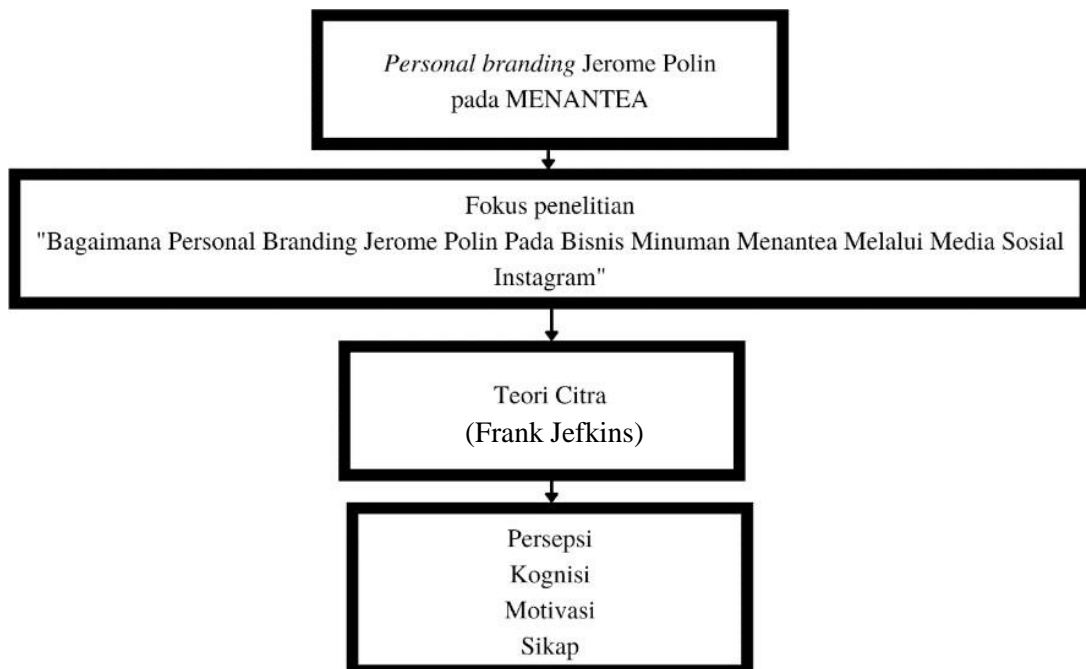 Personal branding Jerome Polin
pada MENANTEA
Fokus penelitian
"Bagaimana Personal Branding Jerome Polin Pada Bisnis Minuman Menantea Melalui Media Sosial
Instagram"
Teori Citra
(Frank Jefkins)
Persepsi
Kognisi
Motivasi
Sikap